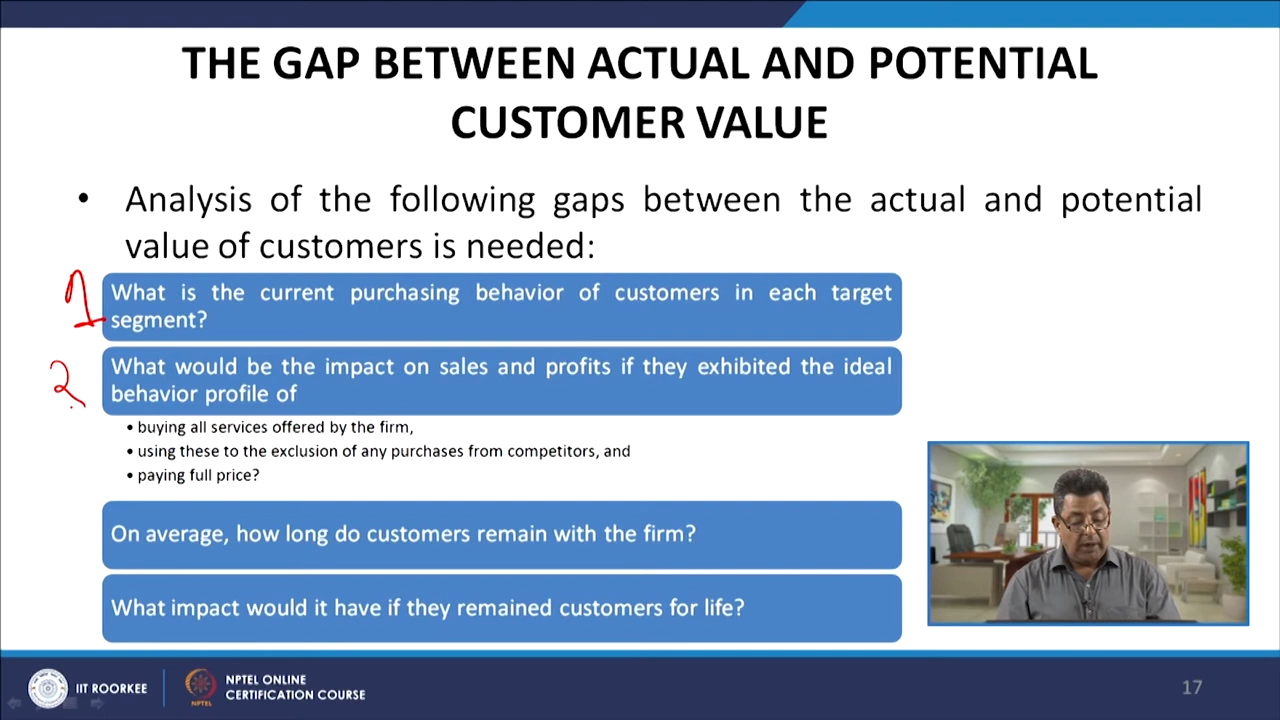 THE GAP BETWEEN ACTUAL AND POTENTIAL
CUSTOMER VALUE
• Analysis of the following gaps between the actual and potential
value of customers is needed:
1
What is the current purchasing behavior of customers in each target
segment?
2
What would be the impact on sales and profits if they exhibited the ideal
behavior profile of
• buying all services offered by the firm,
• using these to the exclusion of any purchases from competitors, and
• paying full price?
On average, how long do customers remain with the firm?
What impact would it have if they remained customers for life?
IIT ROORKEE
NPTEL
NPTEL ONLINE
CERTIFICATION COURSE
17